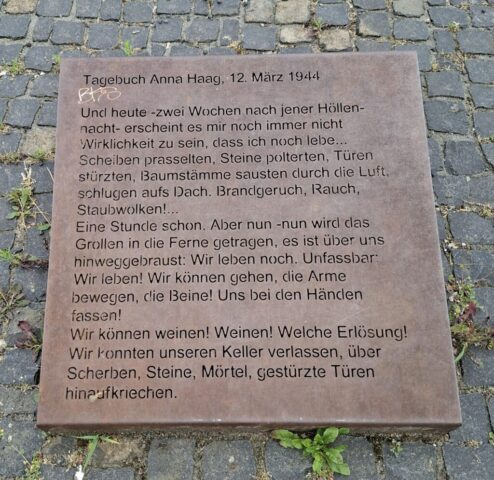 Tagebuch Anna Haag, 12. März 1944
Und heute -zwei Wochen nach jener Höllen-
nacht- erscheint es mir noch immer nicht
Wirklichkeit zu sein, dass ich noch lebe...
Scheiben prasselten, Steine polterten, Türen
stürzten, Baumstämme sausten durch die Luft,
schlugen aufs Dach. Brandgeruch, Rauch,
Staubwolken!...
Eine Stunde schon. Aber nun -nun wird das
Grollen in die Ferne getragen, es ist über uns
hinweggebraust: Wir leben noch. Unfassbar:
Wir leben! Wir können gehen, die Arme
bewegen, die Beine! Uns bei den Händen
fassen!
Wir können weinen! Weinen! Welche Erlösung!
Wir konnten unseren Keller verlassen, über
Scherben, Steine, Mörtel, gestürzte Türen
hinaufkriechen.